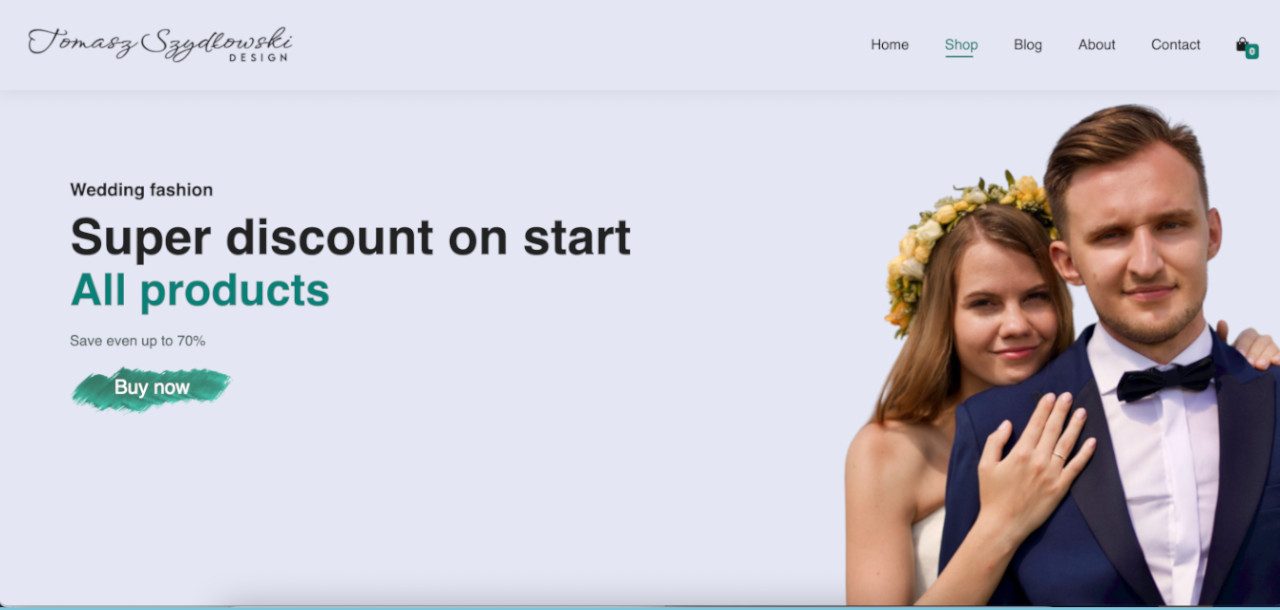 Tomasz Szydłowski
DESIGN
Home Shop Blog About Contact 0
Wedding fashion
Super discount on start
All products
Save even up to 70%
Buy now